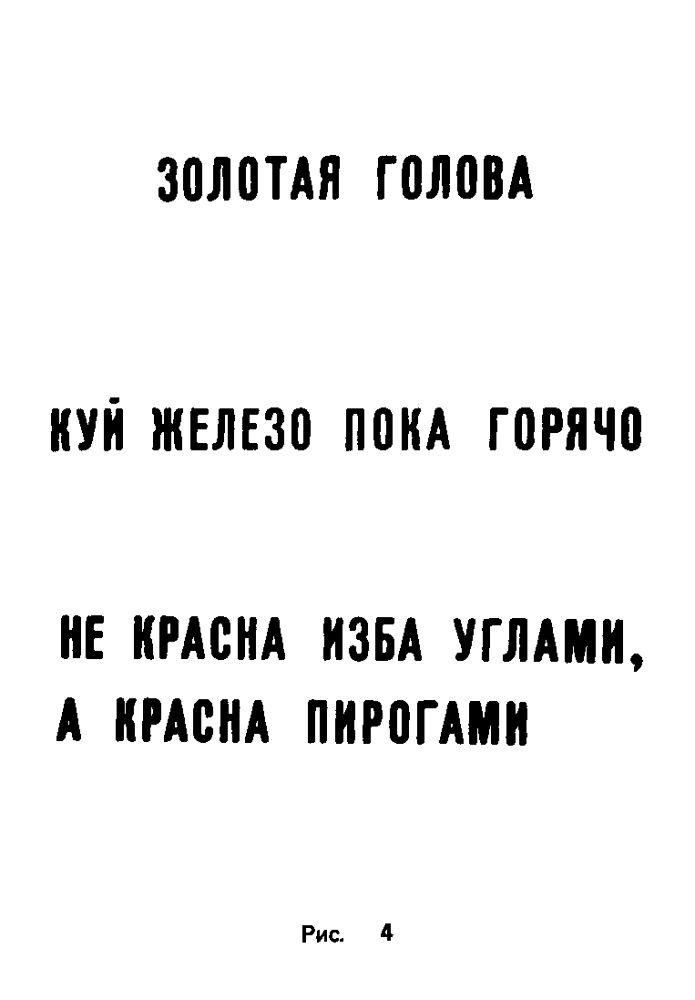 ЗОЛОТАЯ ГОЛОВА
КУЙ ЖЕЛЕЗО ПОКА ГОРЯЧО
НЕ КРАСНА ИЗБА УГЛАМИ,
А КРАСНА ПИРОГАМИ
Рис. 4